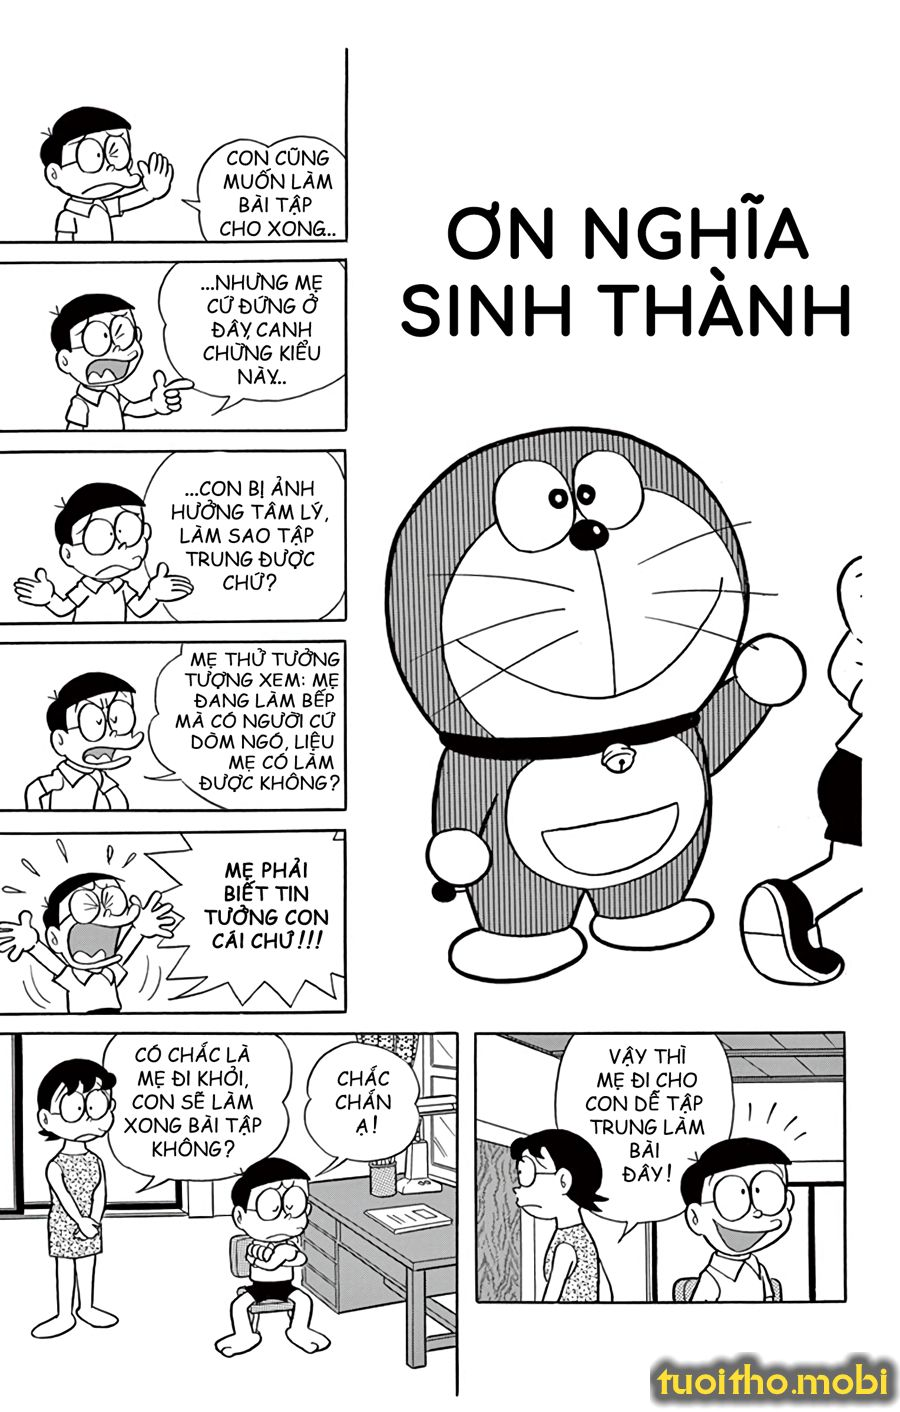 ƠN NGHĨA
SINH THÀNH
CON CŨNG
MUỐN LÀM
BÀI TẬP
CHO XONG..
...NHƯNG MẸ
CỨ ĐỨNG Ở
ĐÂY, CANH
CHỪNG KIỂU
NÀY...
...CON BỊ ẢNH
HƯỞNG TÂM LÝ,
LÀM SAO TẬP
TRUNG ĐƯỢC
CHỨ?
MẸ THỬ TƯỞNG
TƯỢNG XEM: MẸ
ĐANG LÀM BẾP
MÀ CÓ NGƯỜI CỨ
DÒM NGÓ, LIỆU
MẸ CÓ LÀM
ĐƯỢC KHÔNG?
MẸ PHẢI
BIẾT TIN
TƯỞNG CON
CÁI CHỨ!!!
CÓ CHẮC LÀ
MẸ ĐI KHỎI,
CON SẼ LÀM
XONG BÀI TẬP
KHÔNG?
CHẮC
CHẮN
Ạ!
VẬY THÌ
MẸ ĐI CHO
CON DỄ TẬP
TRUNG LÀM
BÀI
ĐÂY!
tuoitho.mobi